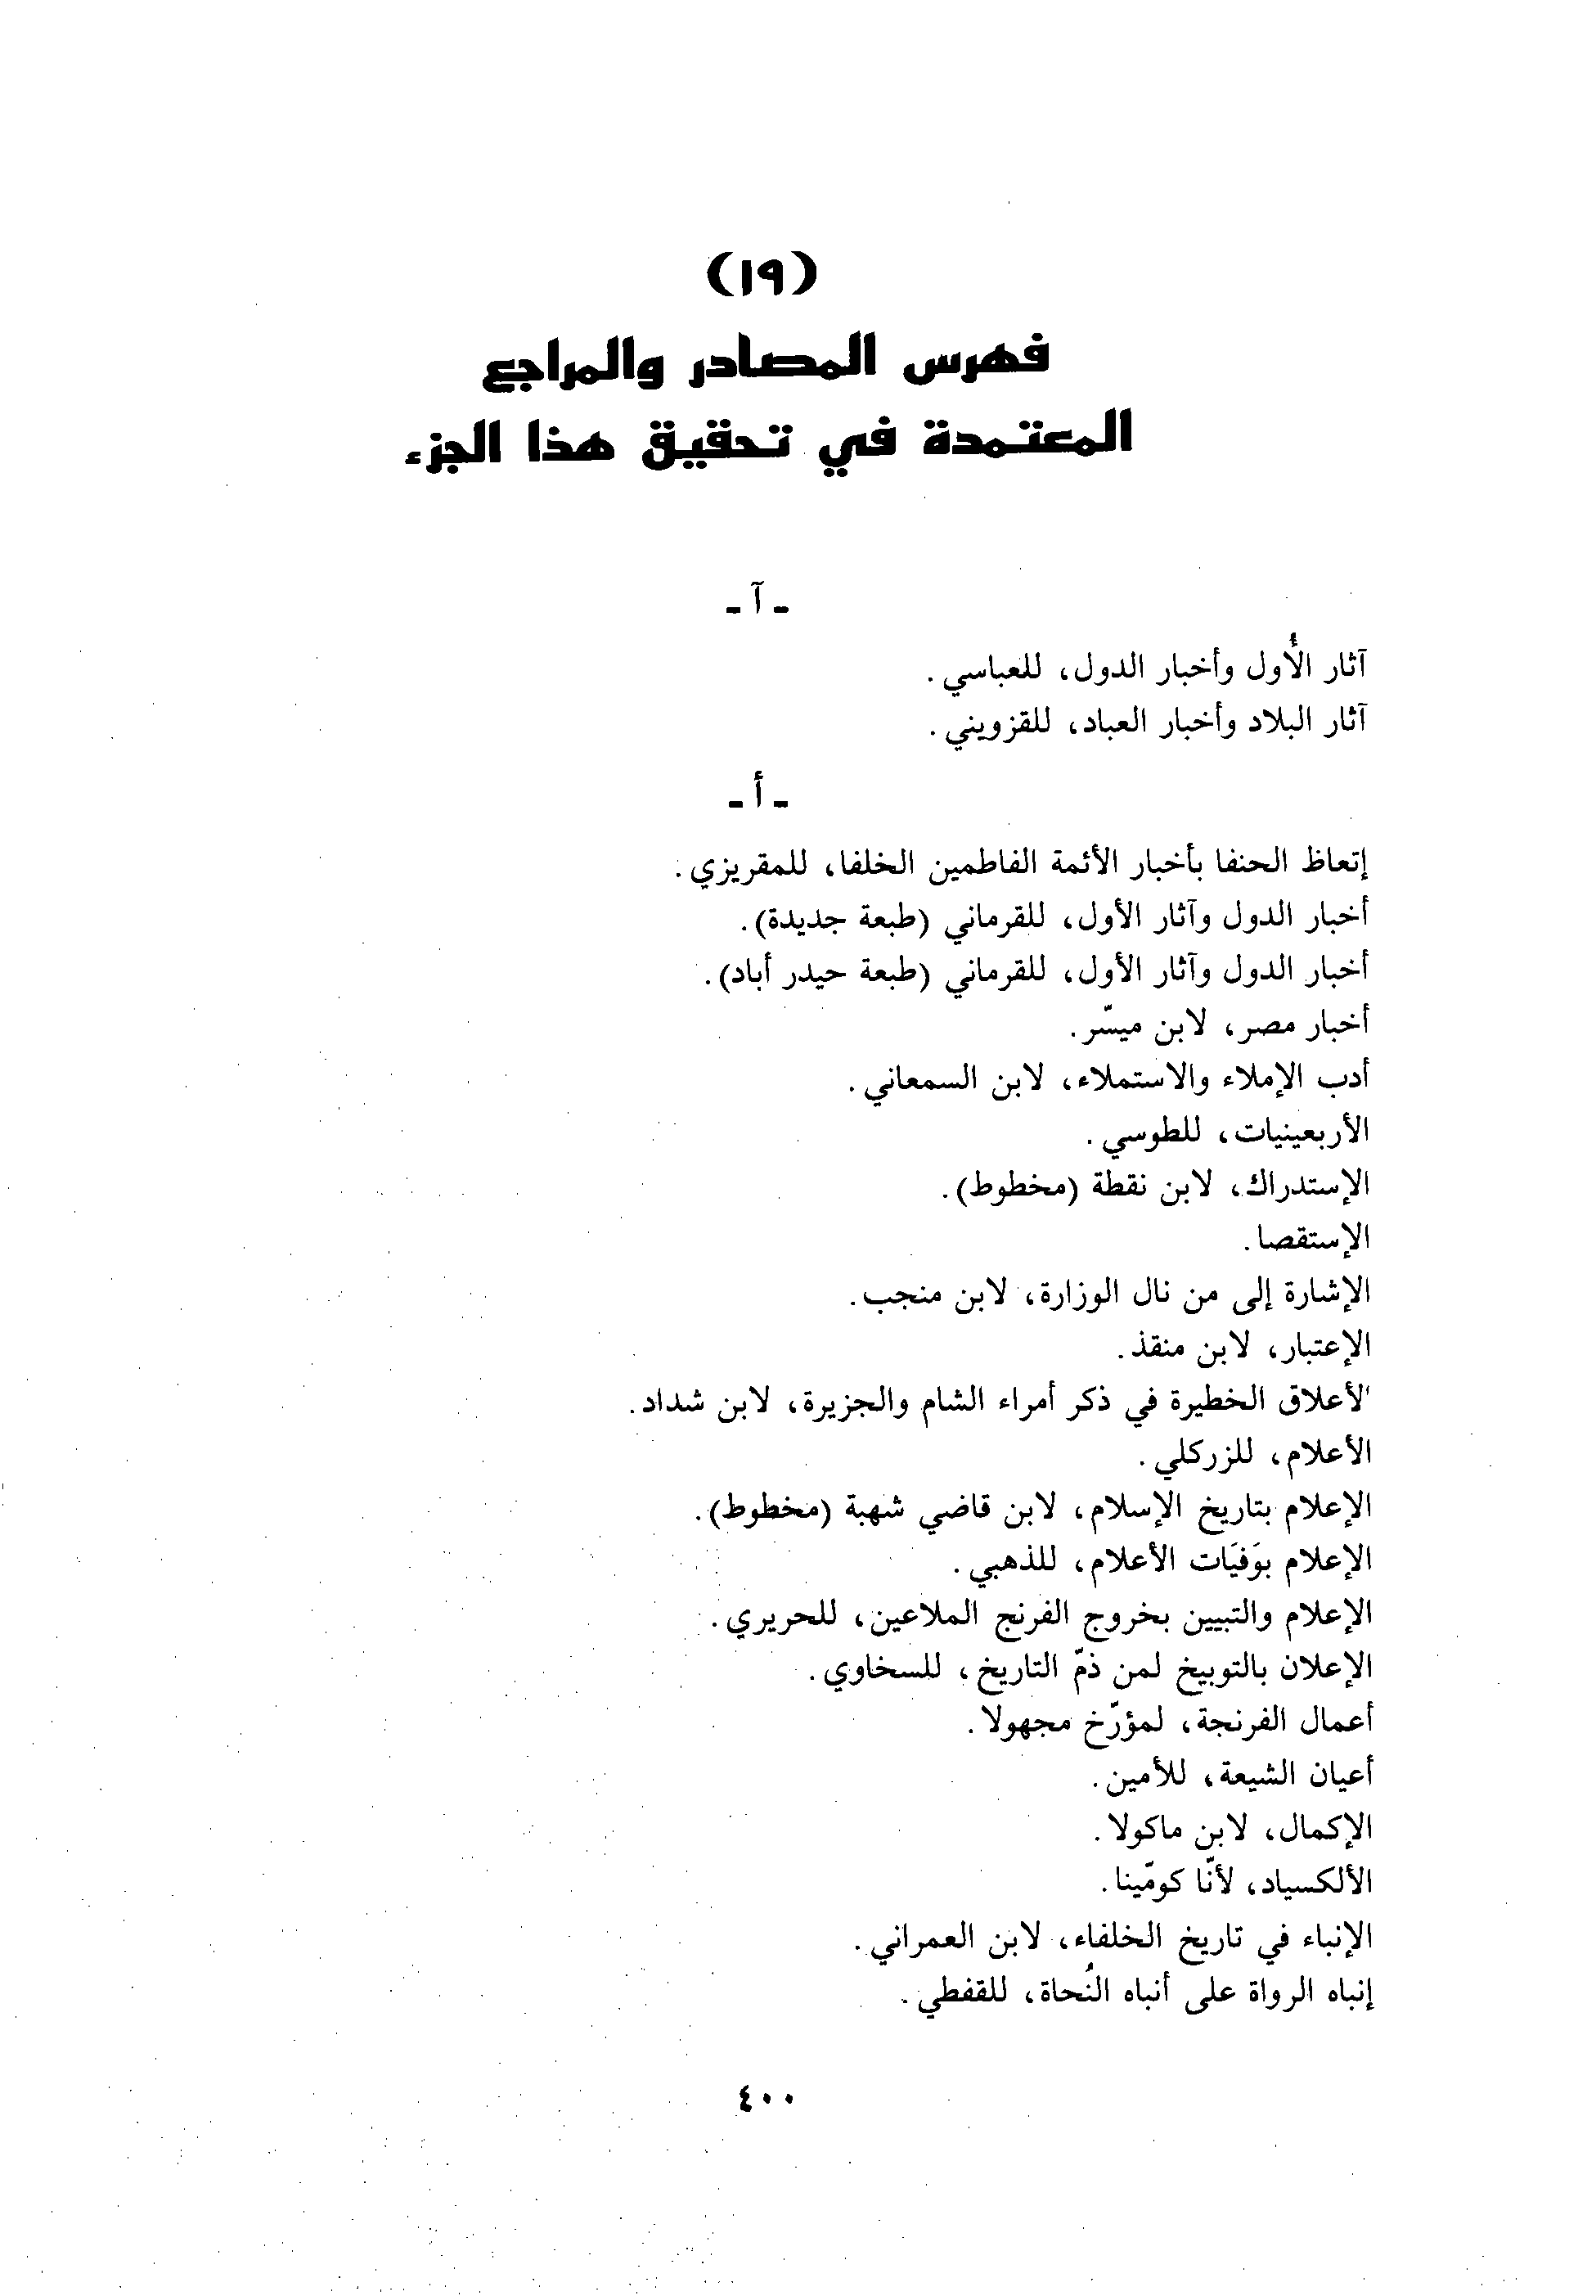 (١٩)
فهرس المصادر والمراجع
المعتمدة في تحقيق هذا الجزء
- آ -
آثار الأُول وأخبار الدول، للعباسي.
آثار البلاد وأخبار العباد، للقزويني.
- أ -
إتعاظ الحنفا بأخبار الأئمة الفاطمين الخلفا، للمقريزي.
أخبار الدول وآثار الأول، للقرماني (طبعة جديدة).
أخبار الدول وآثار الأول، للقرماني (طبعة حيدر أباد).
أخبار مصر، لابن ميسّر.
أدب الإملاء والاستملاء، لابن السمعاني.
الأربعينيات، للطوسي.
الإستدراك، لابن نقطة (مخطوط).
الإستقصا.
الإشارة إلى من نال الوزارة، لابن منجب.
الإعتبار، لابن منقذ.
الأعلاق الخطيرة في ذكر أمراء الشام والجزيرة، لابن شداد.
الأعلام، للزركلي.
الإعلام بتاريخ الإسلام، لابن قاضي شهبة (مخطوط).
الإعلام بوَفيَات الأعلام، للذهبي.
الإعلام والتبيين بخروج الفرنج الملاعين، للحريري.
الإعلان بالتوبيخ لمن ذمّ التاريخ، للسخاوي.
أعمال الفرنجة، لمؤرّخ مجهولا.
أعيان الشيعة، للأمين.
الإكمال، لابن ماكولا.
الألكسياد، لأنّا كومّينا.
الإنباء في تاريخ الخلفاء، لابن العمراني.
إنباه الرواة على أنباه النُحاة، للقفطي.
٤٠٠